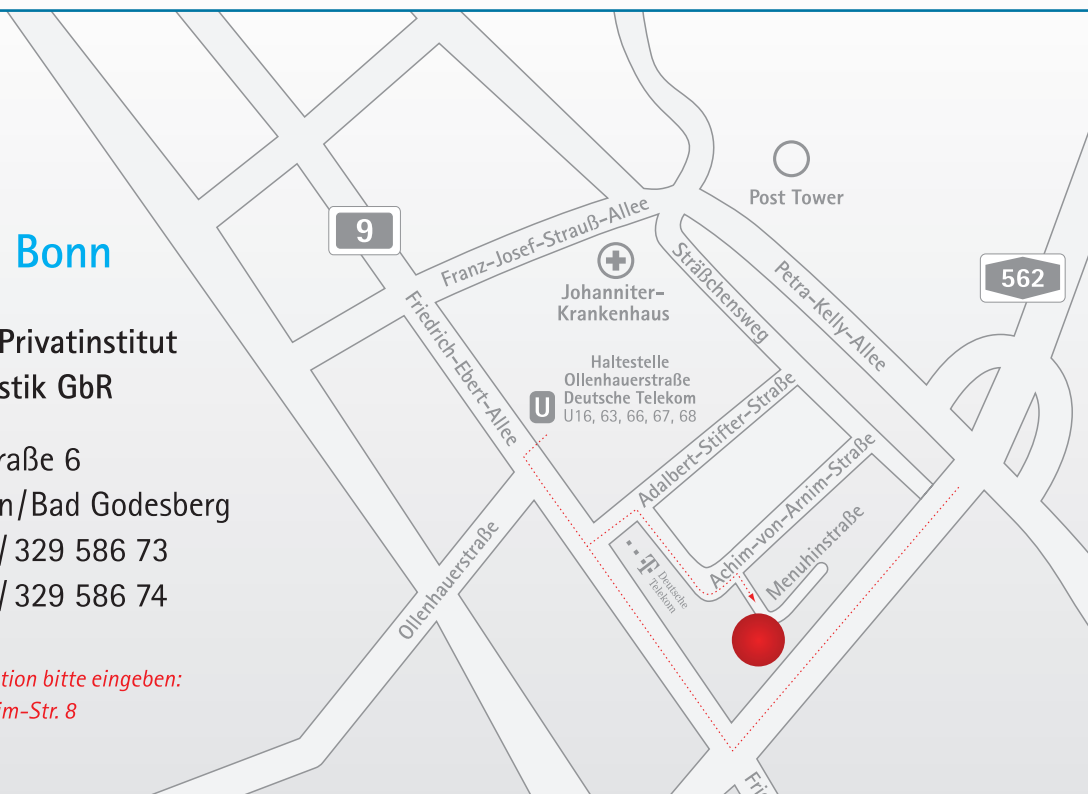 Bonn
Privatinstitut
stik GbR
raße 6
n/Bad Godesberg
/ 329 586 73
/ 329 586 74
tion bitte eingeben:
m-Str. 8
9
Franz-Josef-Strauß-Allee
Post Tower
562
Johanniter-
Krankenhaus
Sträßchensweg
Petra-Kelly-Allee
Friedrich-Ebert-Allee
Haltestelle
Ollenhauerstraße
Deutsche Telekom
U16, 63, 66, 67, 68
U
Adalbert-Stifter-Straße
Achim-von-Arnim-Straße
Menuhinstraße
Ollenhauerstraße
T
Deutsche
Telekom
Frie